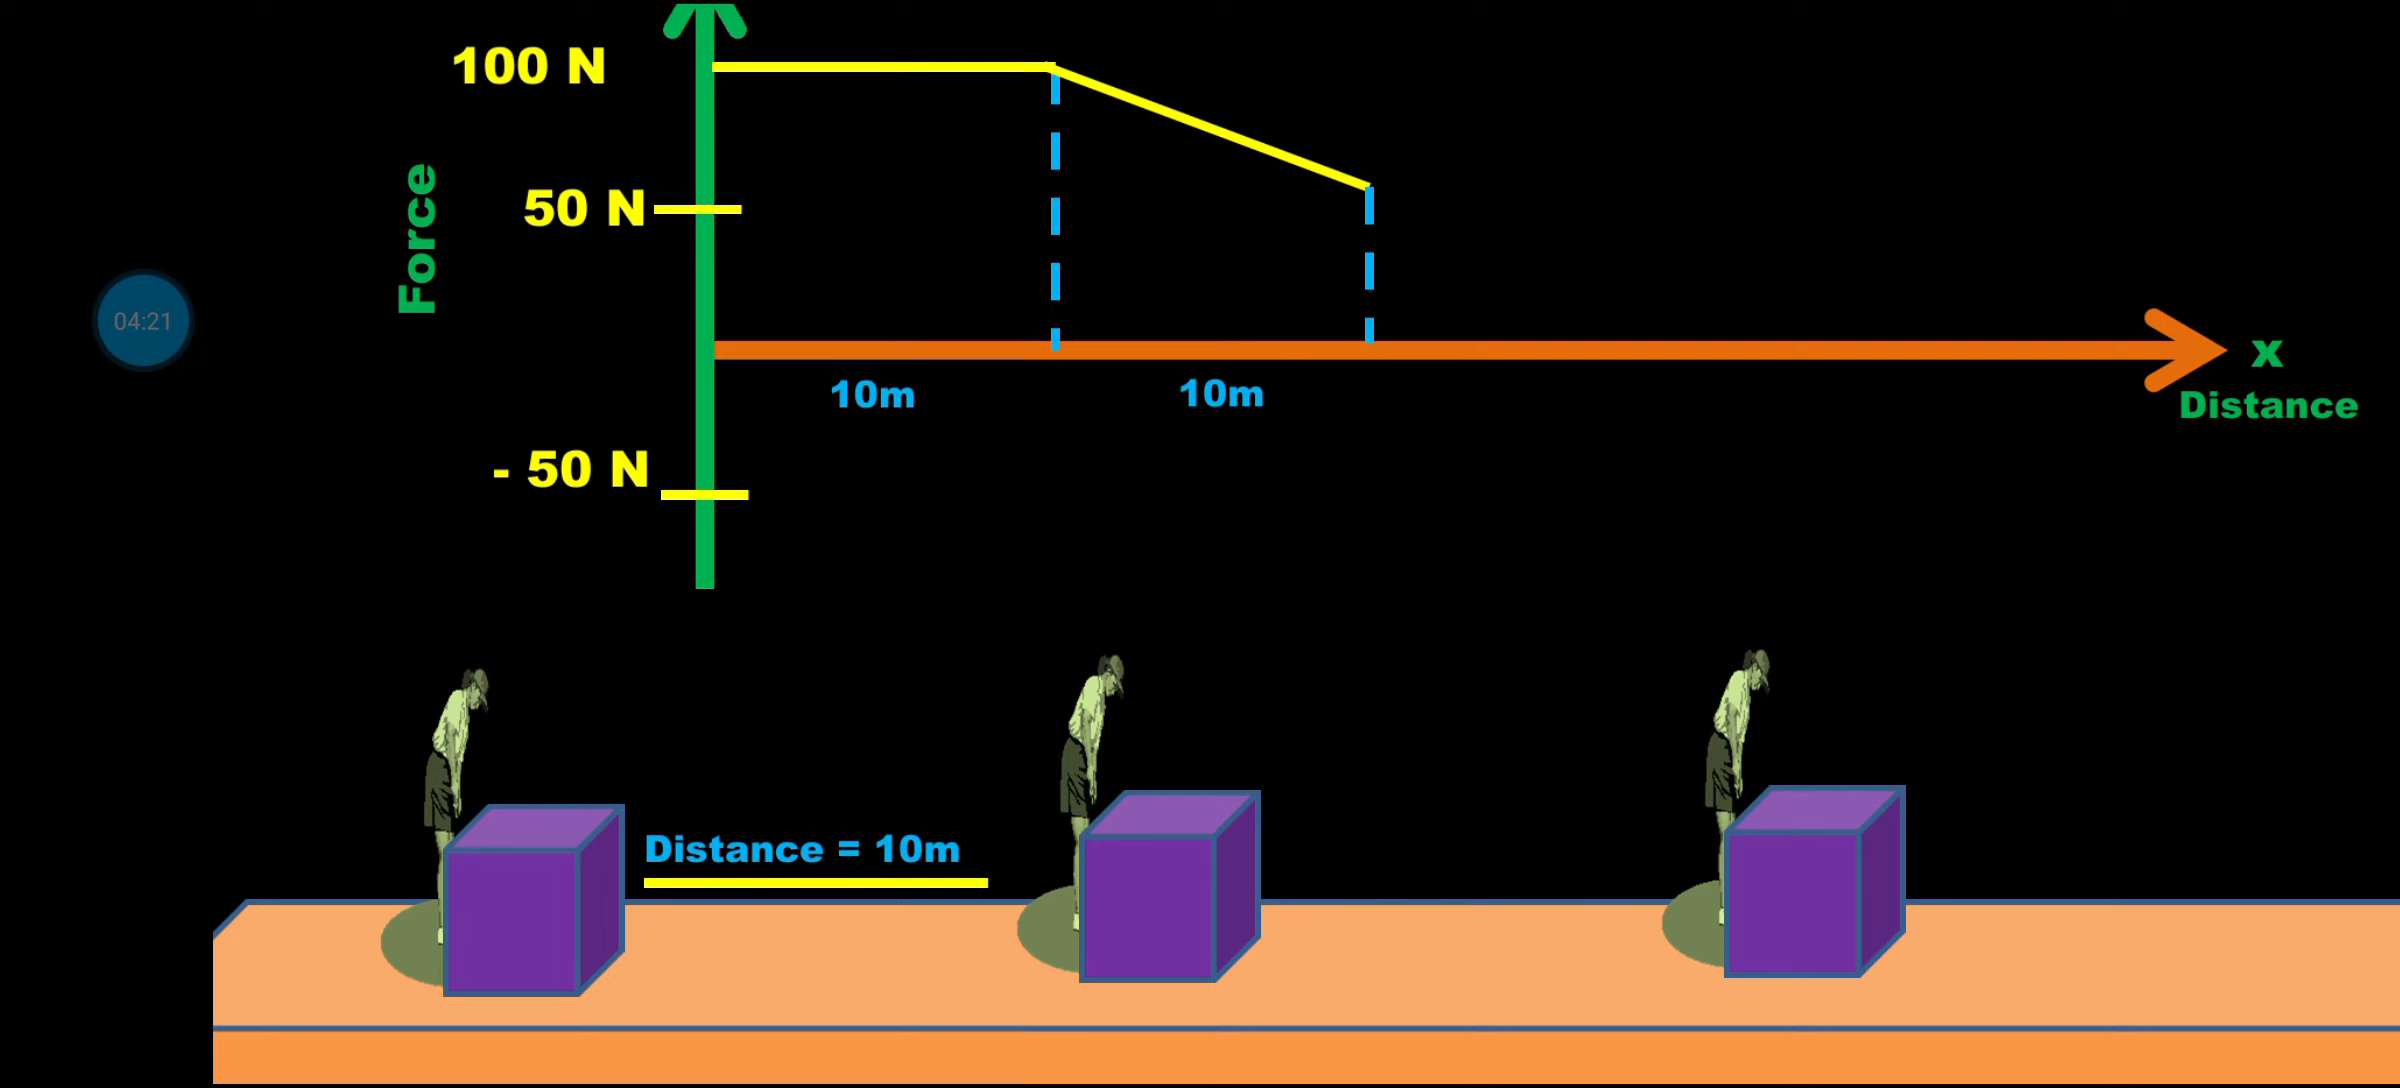 100 N
50 N
Force
04:21
x
10m
10m
Distance
- 50 N
Distance = 10m